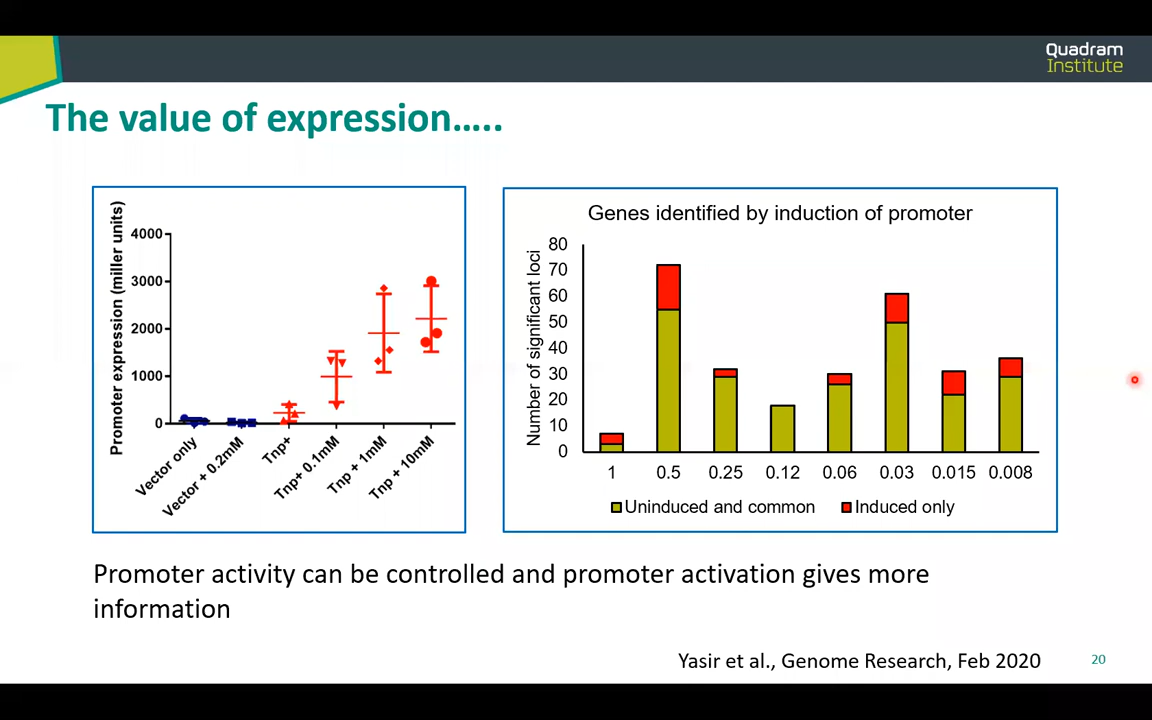 Quadram
Institute
The value of expression…..
Promoter expression (miller units)
4000
3000
2000
1000
0
Vector only
Vector + 0.2mM
Tnp+
Tnp+ 0.1mM
Tnp + 1mM
Tnp + 10mM
Genes identified by induction of promoter
Number of significant loci
80
70
60
50
40
30
20
10
0
1 0.5 0.25 0.12 0.06 0.03 0.015 0.008
Uninduced and common Induced only
Promoter activity can be controlled and promoter activation gives more
information
Yasir et al., Genome Research, Feb 2020
20